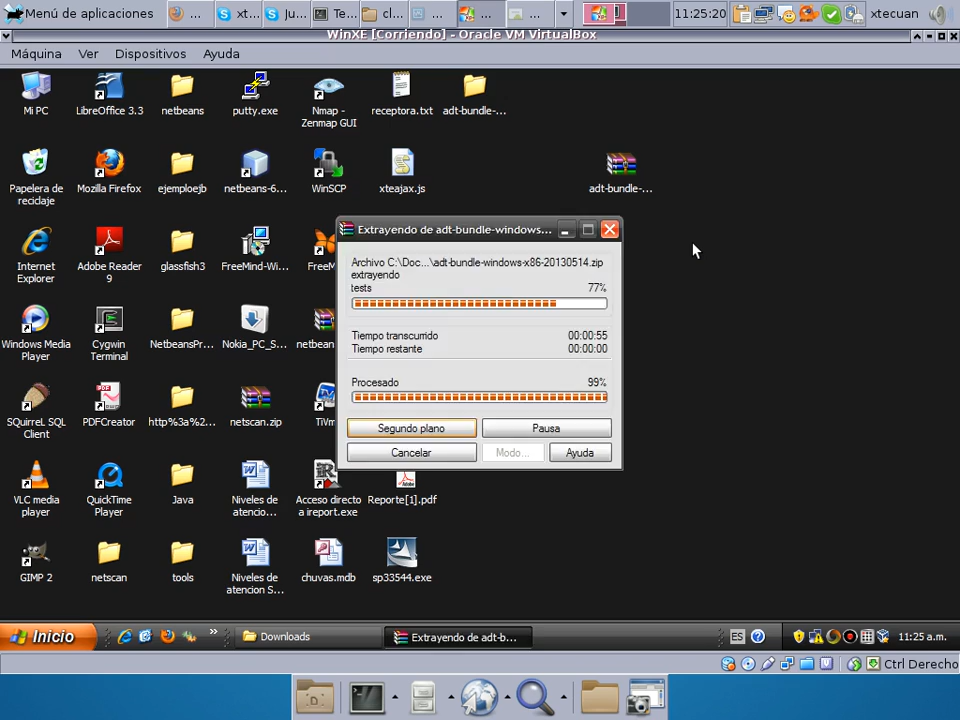 Menú de aplicaciones
...
xt...
Ju...
Te...
cl...
...
...
...
11:25:20
xtecuan
WinXE [Corriendo] - Oracle VM VirtualBox
Máquina Ver Dispositivos Ayuda
Mi PC
LibreOffice 3.3
netbeans
putty.exe
Nmap -
Zenmap GUI
receptora.txt
adt-bundle-...
Papelera de
reciclaje
Mozilla Firefox
ejemploejb
netbeans-6...
WinSCP
xteajax.js
adt-bundle-...
Internet
Explorer
Adobe Reader
9
glassfish3
FreeMind-Wi...
FreeM
Windows Media
Player
Cygwin
Terminal
NetbeansPr...
Nokia_PC_S...
netbean
SQuirreL SQL
Client
PDFCreator
http%3a%2...
netscan.zip
TiVm
VLC media
player
QuickTime
Player
Java
Niveles de
atencio...
Acceso direct
a ireport.exe
Reporte[1].pdf
GIMP 2
netscan
tools
Niveles de
atencion S...
chuvas.mdb
sp33544.exe
Extrayendo de adt-bundle-windows...
Archivo C:\Doc...\adt-bundle-windows-x86-20130514.zip
extrayendo
tests 77%
Tiempo transcurrido 00:00:55
Tiempo restante 00:00:00
Procesado 99%
Segundo plano Pausa
Cancelar Modo... Ayuda
Inicio
»
Downloads
Extrayendo de adt-b...
ES
11:25 a.m.
Ctrl Derecho